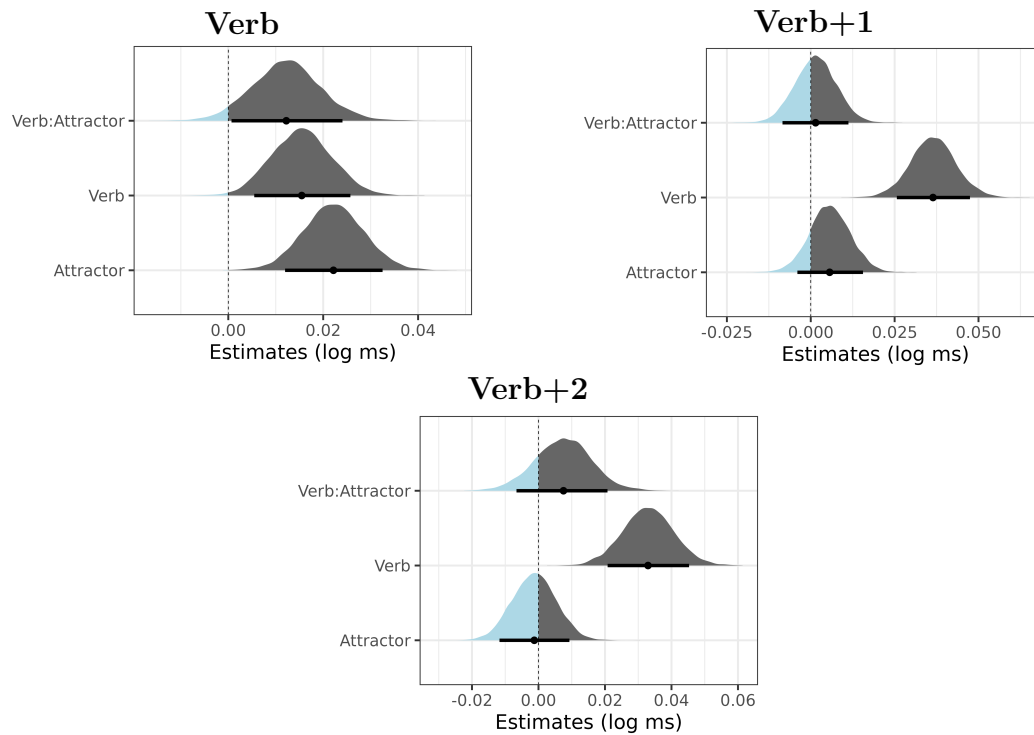 Verb
Verb:Attractor
Verb
Attractor
0.00 0.02 0.04
Estimates (log ms)
Verb+1
Verb:Attractor
Verb
Attractor
-0.025 0.000 0.025 0.050
Estimates (log ms)
Verb+2
Verb:Attractor
Verb
Attractor
-0.02 0.00 0.02 0.04 0.06
Estimates (log ms)